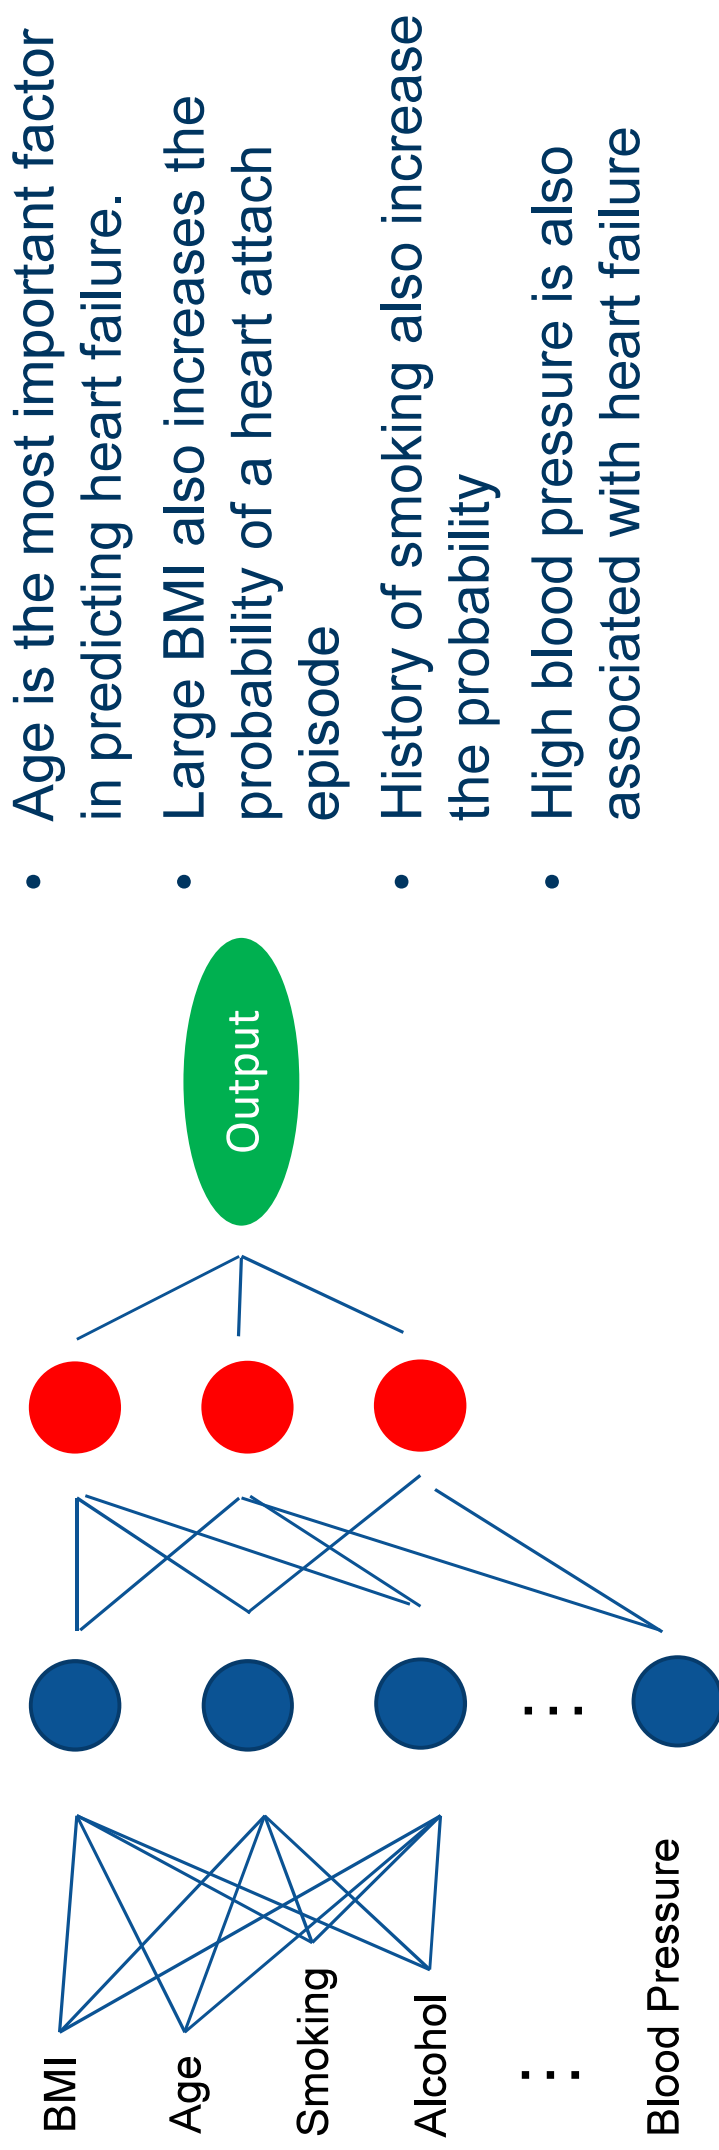 BMI
Age
Smoking
Alcohol
...
Blood Pressure
...
Output
• Age is the most important factor
in predicting heart failure.
• Large BMI also increases the
probability of a heart attach
episode
• History of smoking also increase
the probability
• High blood pressure is also
associated with heart failure